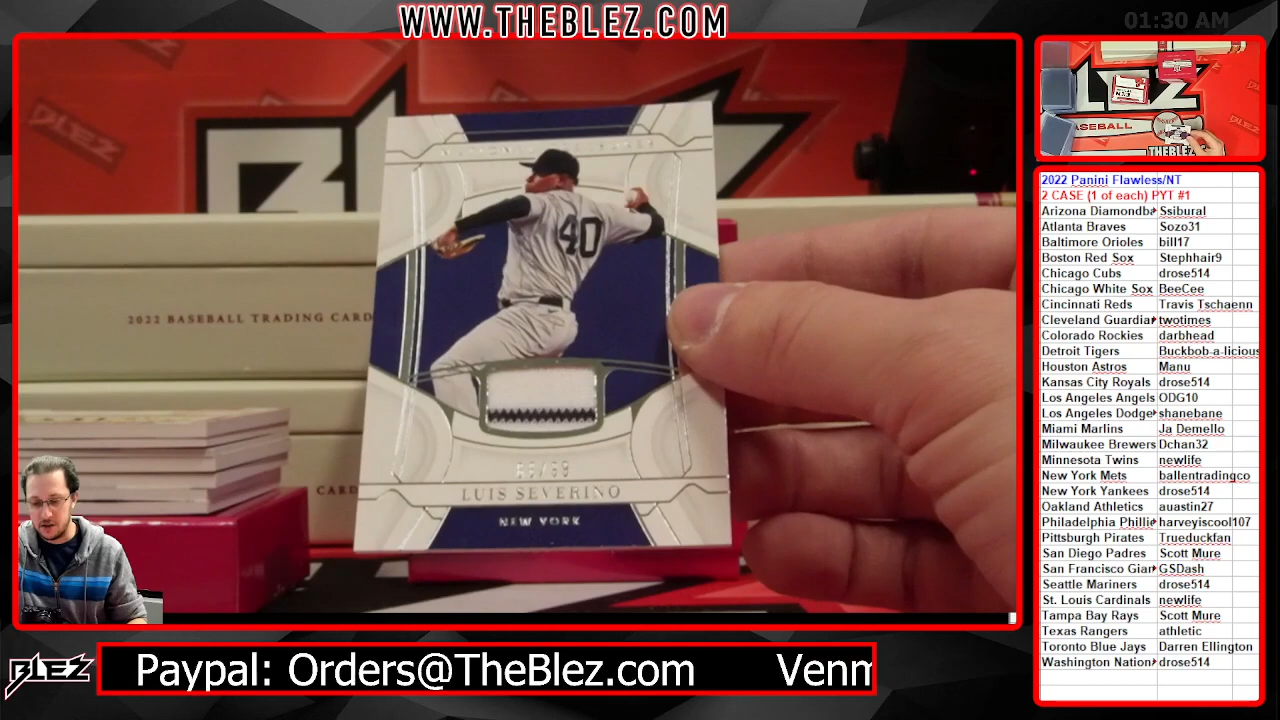 WWW.THEBLEZ.COM
01:30 AM
BLEZ
40
2022 BASEBALL TRADING CARD
CARD
LUIS SEVERINO
NEW YORK
BASEBALL
THEBLEZ
2022 Panini Flawless/NT
2 CASE (1 of each) PYT #1
Arizona Diamondba Ssibural
Atlanta Braves Sozo31
Baltimore Orioles bill17
Boston Red Sox Stephhair9
Chicago Cubs drose514
Chicago White Sox BeeCee
Cincinnati Reds Travis Tschaenn
Cleveland Guardiar twotimes
Colorado Rockies darbhead
Detroit Tigers Buckbob-a-licious
Houston Astros Manu
Kansas City Royals drose514
Los Angeles Angels ODG10
Los Angeles Dodge shanebane
Miami Marlins Ja Demello
Milwaukee Brewers Dchan32
Minnesota Twins newlife
New York Mets ballentradingco
New York Yankees drose514
Oakland Athletics auastin27
Philadelphia Phillie harveyiscool107
Pittsburgh Pirates Trueduckfan
San Diego Padres Scott Mure
San Francisco Gian GSDash
Seattle Mariners drose514
St. Louis Cardinals newlife
Tampa Bay Rays Scott Mure
Texas Rangers athletic
Toronto Blue Jays Darren Ellington
Washington Nation drose514
BLEZ
Paypal: Orders@TheBlez.com Venm